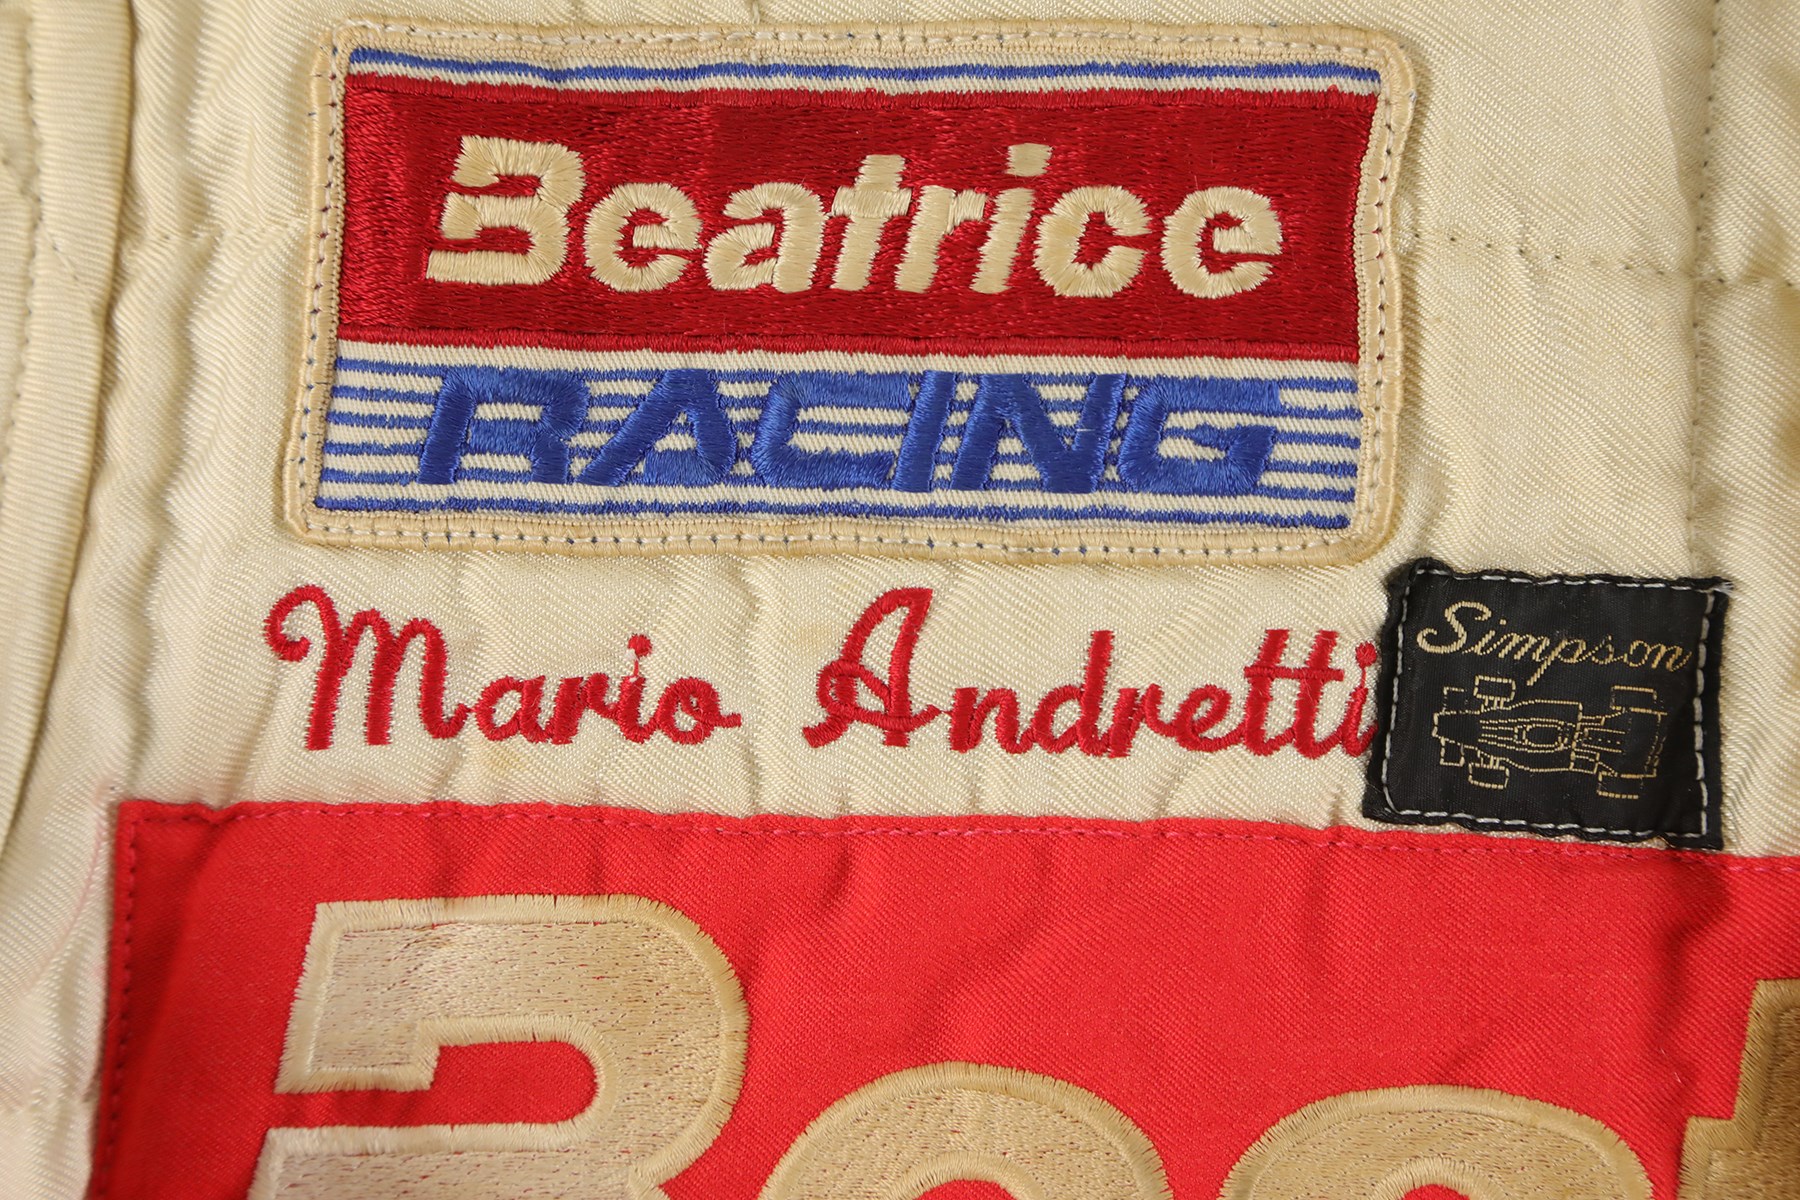 Beatrice
RACING
Mario Andretti
Simpson